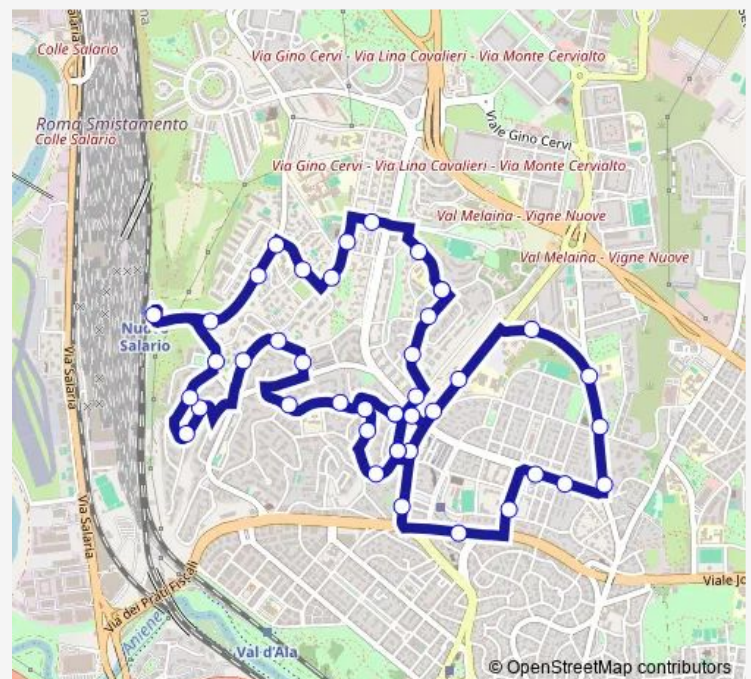 Salaria
Colle Salario
Via Gino Cervi - Via Lina Cavalieri - Via Monte Cervialto
Roma Smistamento
Colle Salario
Viale Gino Cervi
Via Gino Cervi - Via Lina Cavalieri - Via Monte Cervialto
Val Melaina - Vigne Nuove
Val Melaina - Vigne Nuove
Salario
Via Salaria
Via Salaria
Via dei Prati Fiscali
Viale Jo
Aniene
Val d'Ala
© OpenStreetMap contributors